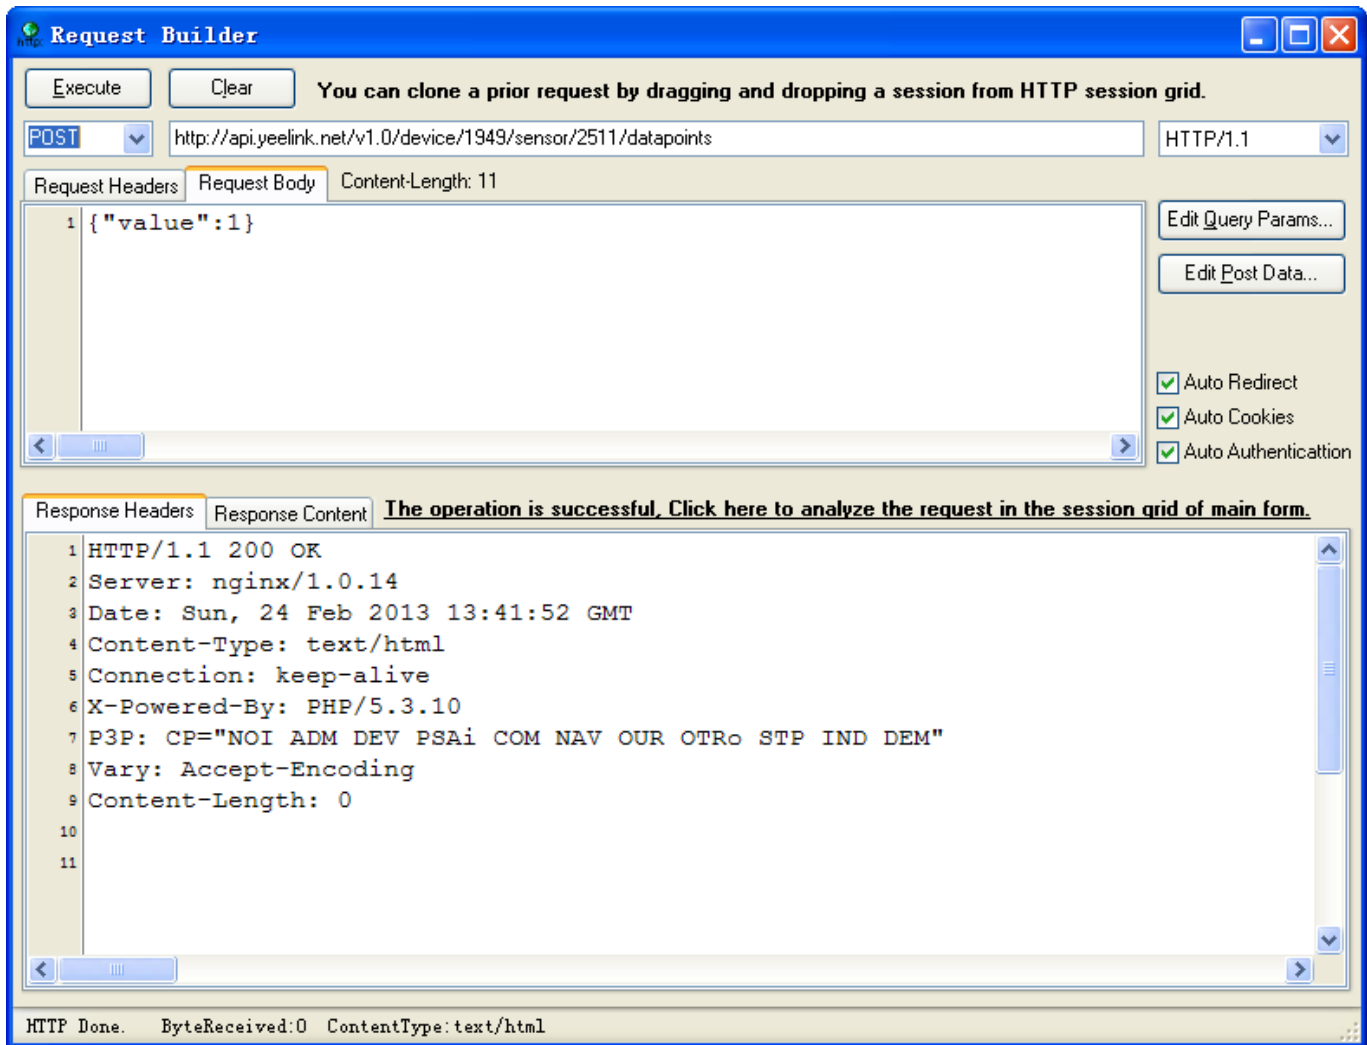 Request Builder
Execute Clear You can clone a prior request by dragging and dropping a session from HTTP session grid.
POST http://api.yeelink.net/v1.0/device/1949/sensor/2511/datapoints HTTP/1.1
Request Headers Request Body Content-Length: 11
1 {"value":1}
Edit Query Params...
Edit Post Data...
Auto Redirect
Auto Cookies
Auto Authenticattion
Response Headers Response Content The operation is successful, Click here to analyze the request in the session grid of main form.
1 HTTP/1.1 200 OK
2 Server: nginx/1.0.14
3 Date: Sun, 24 Feb 2013 13:41:52 GMT
4 Content-Type: text/html
5 Connection: keep-alive
6 X-Powered-By: PHP/5.3.10
7 P3P: CP="NOI ADM DEV PSAi COM NAV OUR OTRo STP IND DEM"
8 Vary: Accept-Encoding
9 Content-Length: 0
10
11
HTTP Done. ByteReceived:0 ContentType:text/html